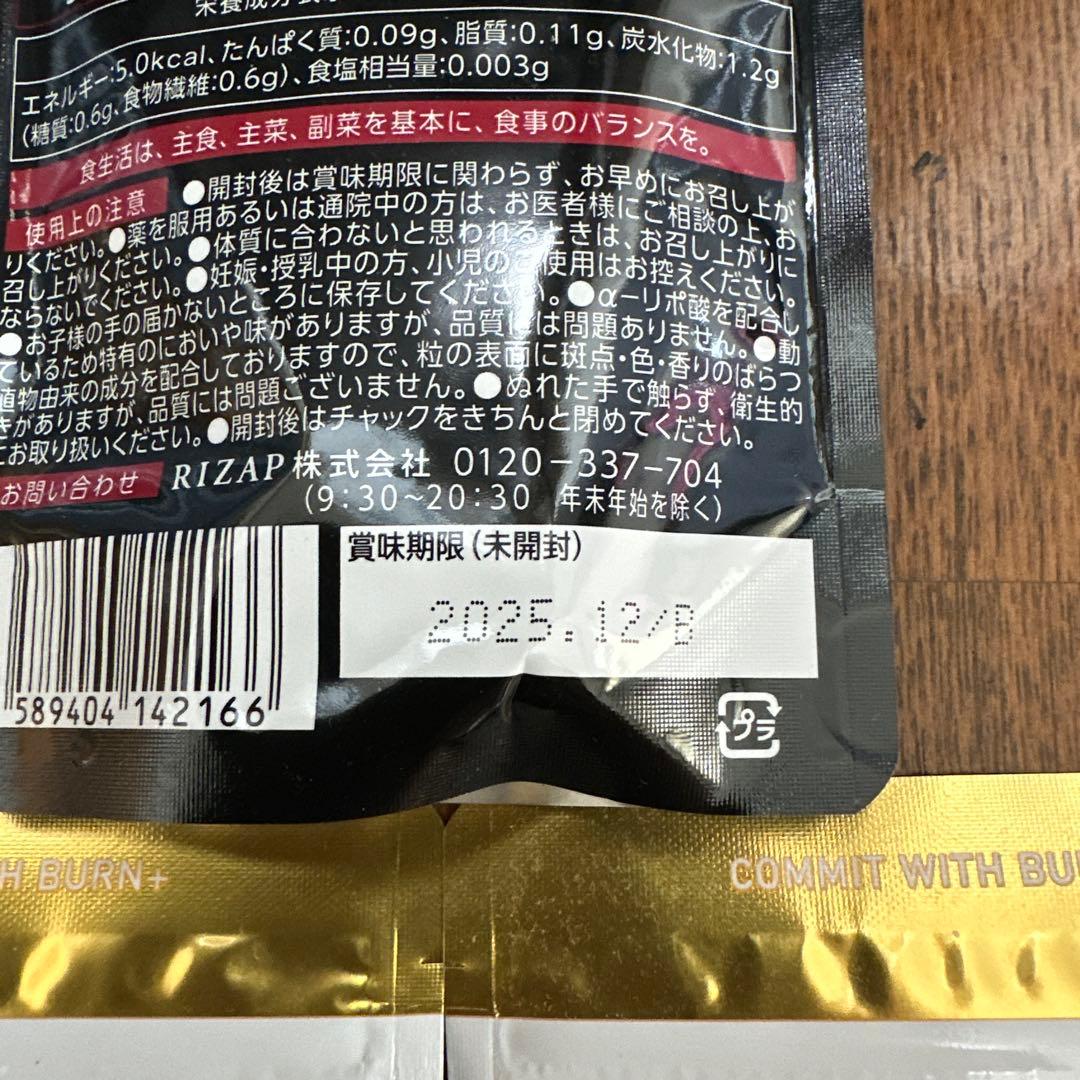 栄養成分表示
エネルギー:5.0kcal、たんぱく質:0.09g、脂質:0.11g、炭水化物:1.2g
(糖質:0.6g、食物繊維:0.6g)、食塩相当量:0.003g
食生活は、主食、主菜、副菜を基本に、食事のバランスを。
使用上の注意 ●開封後は賞味期限に関わらず、お早めにお召し上が
りください。●薬を服用あるいは通院中の方は、お医者様にご相談の上、お
召し上がりください。●体質に合わないと思われるときは、お召し上がりに
ならないでください。●妊娠・授乳中の方、小児のご使用はお控えください。
●お子様の手の届かないところに保存してください。●α－リポ酸を配合し
ているため特有のにおいや味がありますが、品質には問題ありません。●動
植物由来の成分を配合しておりますので、粒の表面に斑点・色・香りのばらつ
きがありますが、品質には問題ございません。●ぬれた手で触らず、衛生的
にお取り扱いください。●開封後はチャックをきちんと閉めてください。
お問い合わせ RIZAP株式会社 0120－337－704
(9:30～20:30 年末年始を除く)
賞味期限(未開封)
2025.12/B
589404 142166
プラ
H BURN+
COMMIT WITH BU